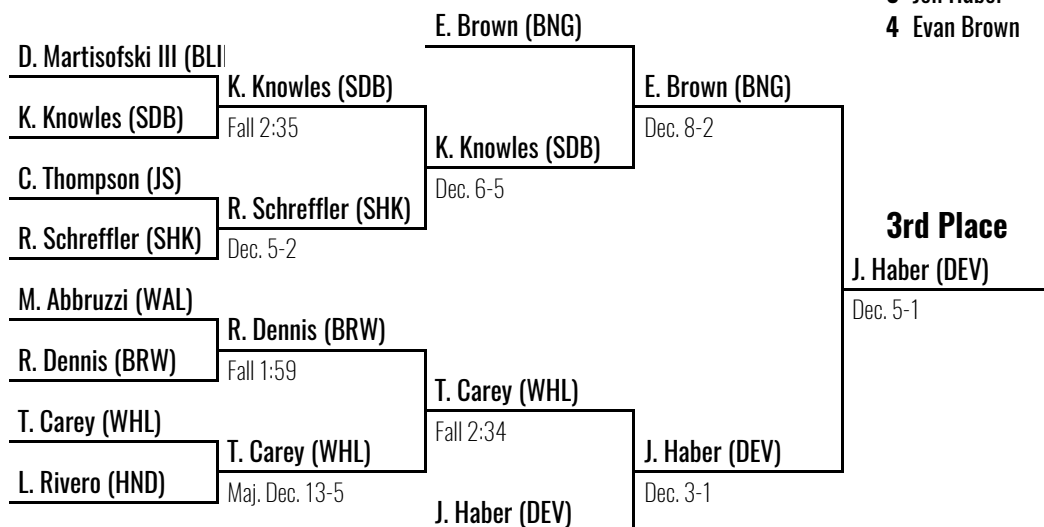 4 Evan Brown
E. Brown (BNG)
D. Martisofski III (BLI
K. Knowles (SDB)
E. Brown (BNG)
K. Knowles (SDB)
Fall 2:35
Dec. 8-2
K. Knowles (SDB)
C. Thompson (JS)
Dec. 6-5
R. Schreffler (SHK)
3rd Place
R. Schreffler (SHK)
Dec. 5-2
J. Haber (DEV)
M. Abbruzzi (WAL)
Dec. 5-1
R. Dennis (BRW)
R. Dennis (BRW)
Fall 1:59
T. Carey (WHL)
T. Carey (WHL)
Fall 2:34
T. Carey (WHL)
J. Haber (DEV)
L. Rivero (HND)
Maj. Dec. 13-5
Dec. 3-1
J. Haber (DEV)